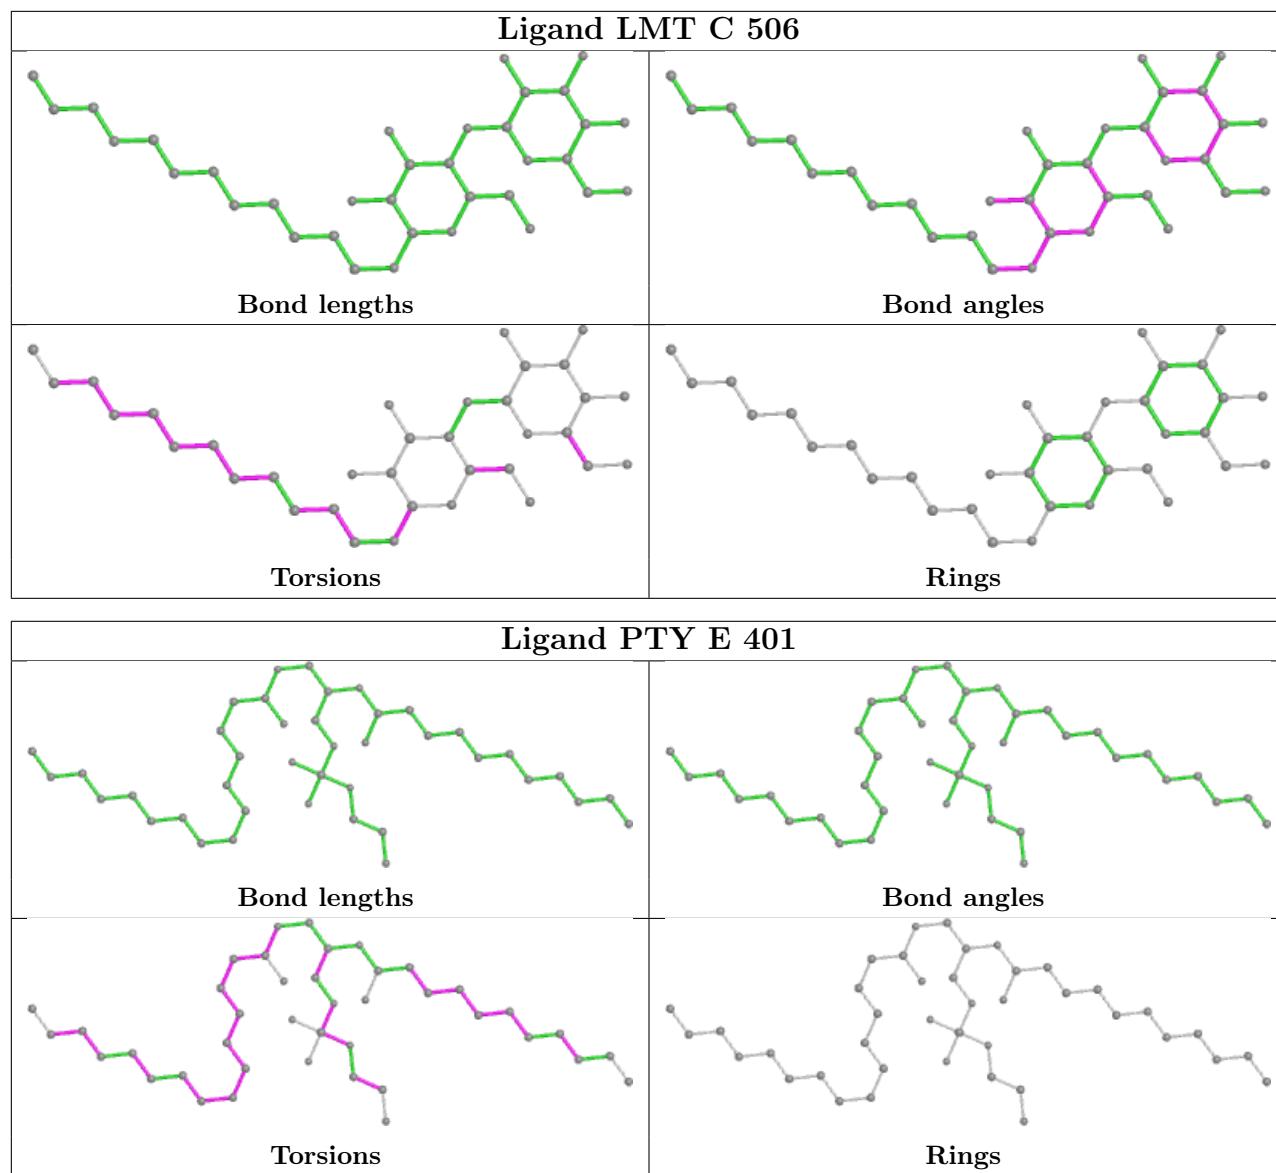 Ligand LMT C 506
Bond lengths
Bond angles
Torsions
Rings
Ligand PTY E 401
Bond lengths
Bond angles
Torsions
Rings